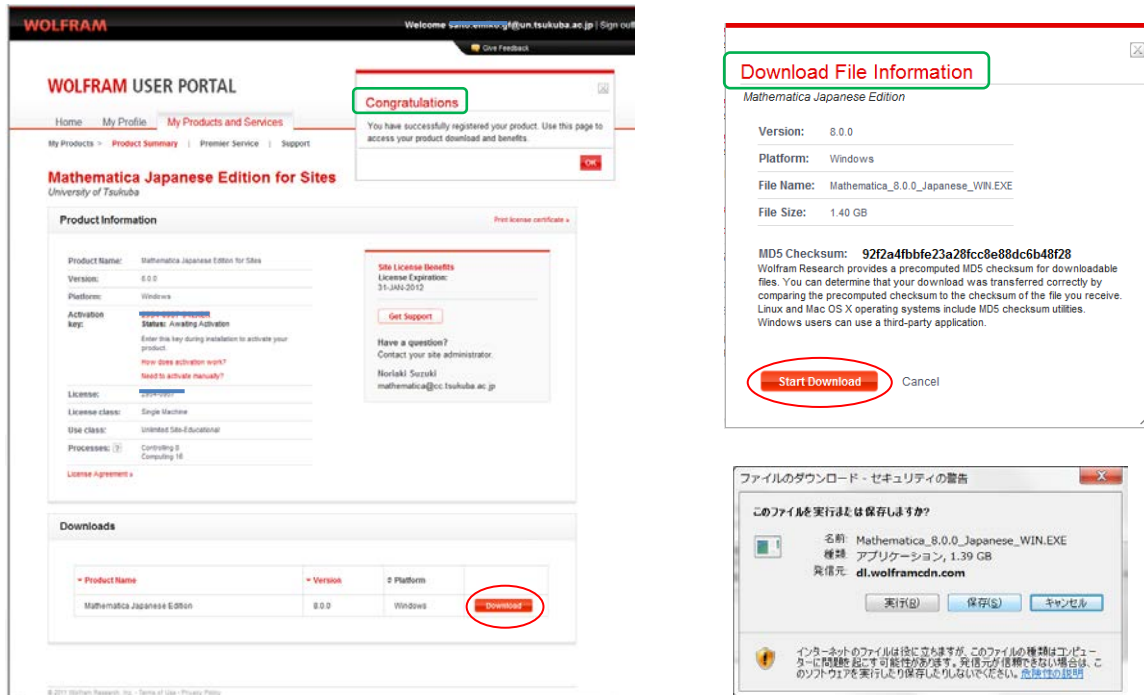 WOLFRAM
Welcome @un.tsukuba.ac.jp | Sign out
Give Feedback
WOLFRAM USER PORTAL
Home My Profile My Products and Services
My Products > Product Summary | Premier Service | Support
Congratulations
You have successfully registered your product. Use this page to
access your product download and benefits.
OK
Mathematica Japanese Edition for Sites
University of Tsukuba
Product Information
Print license certificate »
Product Name: Mathematica Japanese Edition for Sites
Version: 8.0.0
Platform: Windows
Activation
key:
Status: Awaiting Activation
Enter this key during installation to activate your
product.
How does activation work?
Need to activate manually?
License:
License class: Single Machine
Use class: Unlimited Site-Educational
Processes: [?] Controlling 8
Computing 16
License Agreement »
Site License Benefits
License Expiration:
31-JAN-2012
Get Support
Have a question?
Contact your site administrator.
Noriaki Suzuki
mathematica@cc.tsukuba.ac.jp
Downloads
Product Name Version Platform
Mathematica Japanese Edition 8.0.0 Windows Download
© 2011 Wolfram Research, Inc. - Terms of Use - Privacy Policy
Download File Information
Mathematica Japanese Edition
Version: 8.0.0
Platform: Windows
File Name: Mathematica_8.0.0_Japanese_WIN.EXE
File Size: 1.40 GB
MD5 Checksum: 92f2a4fbbfe23a28fcc8e88dc6b48f28
Wolfram Research provides a precomputed MD5 checksum for downloadable
files. You can determine that your download was transferred correctly by
comparing the precomputed checksum to the checksum of the file you receive.
Linux and Mac OS X operating systems include MD5 checksum utilities.
Windows users can use a third-party application.
Start Download Cancel
ファイルのダウンロード - セキュリティの警告
このファイルを実行または保存しますか?
名前: Mathematica_8.0.0_Japanese_WIN.EXE
種類: アプリケーション, 1.39 GB
発信元: dl.wolframcdn.com
実行(R) 保存(S) キャンセル
インターネットのファイルは役に立ちますが、このファイルの種類はコンピュー
ターに問題を起こす可能性があります。発信元が信頼できない場合は、こ
のソフトウェアを実行したり保存したりしないでください。危険性の説明